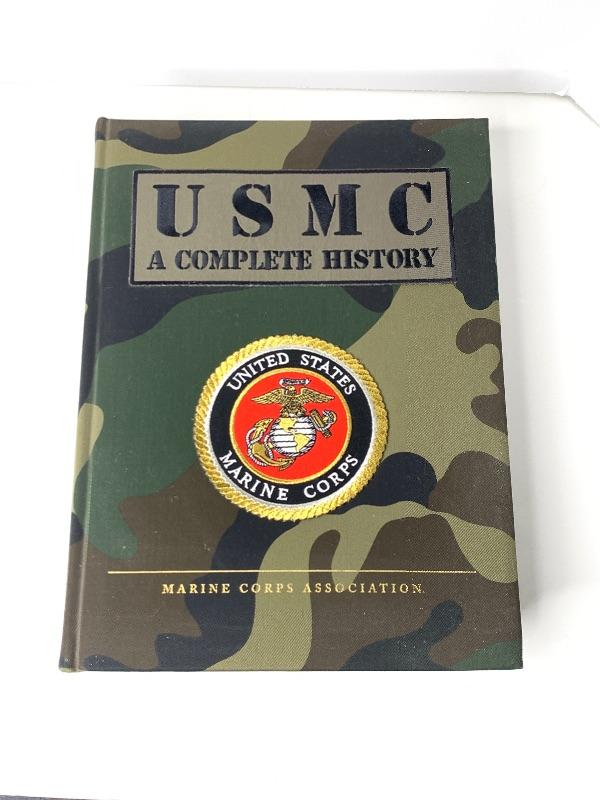 USMC
A COMPLETE HISTORY
UNITED STATES
MARINE CORPS
MARINE CORPS ASSOCIATION